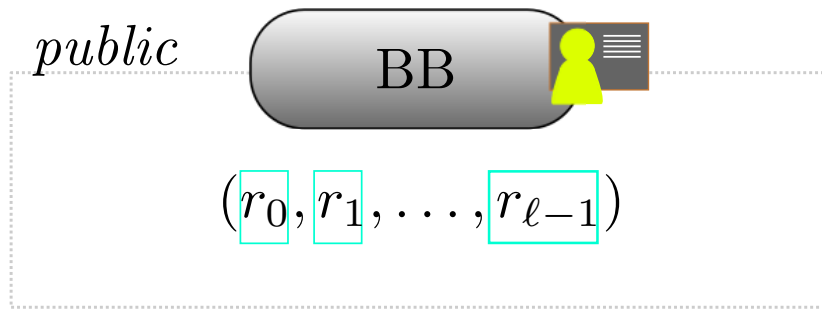 public
BB
(r₀, r₁, . . . , rℓ₋₁)